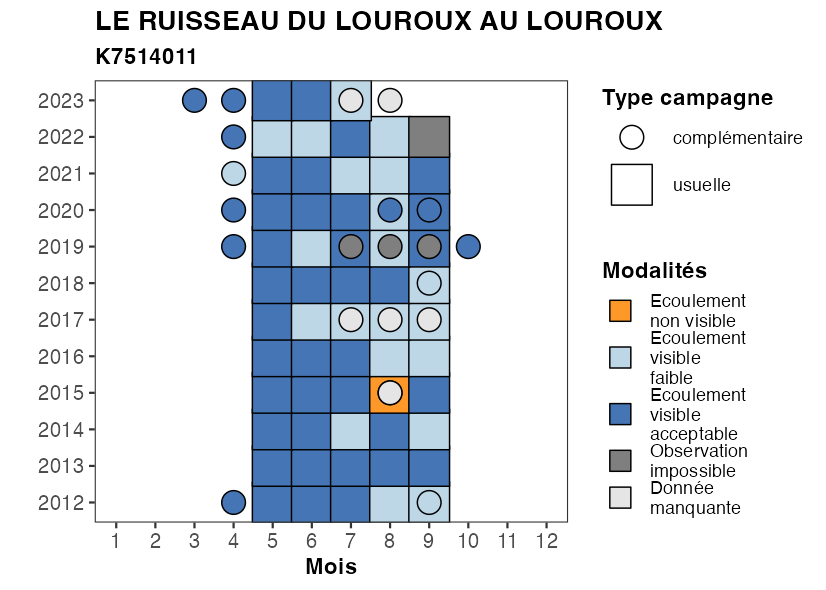 LE RUISSEAU DU LOUROUX AU LOUROUX
K7514011
2023
2022
2021
2020
2019
2018
2017
2016
2015
2014
2013
2012
1 2 3 4 5 6 7 8 9 10 11 12
Mois
Type campagne
complémentaire
usuelle
Modalités
Ecoulement
non visible
Ecoulement
visible
faible
Ecoulement
visible
acceptable
Observation
impossible
Donnée
manquante